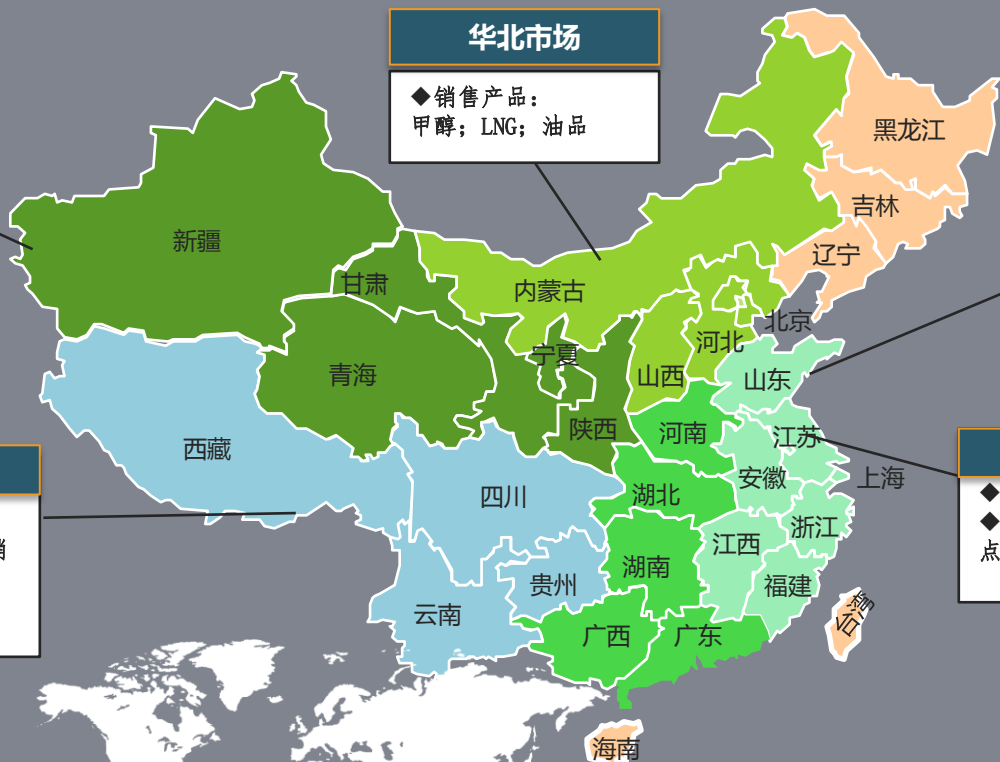 华北市场
◆销售产品：
甲醇；LNG；油品
黑龙江
吉林
辽宁
新疆
甘肃
内蒙古
北京
河北
宁夏
山西
山东
青海
陕西
河南
江苏
西藏
安徽
上海
四川
湖北
◆
◆
浙江
江西
点
销
湖南
贵州
福建
云南
台湾
广西
广东
海南